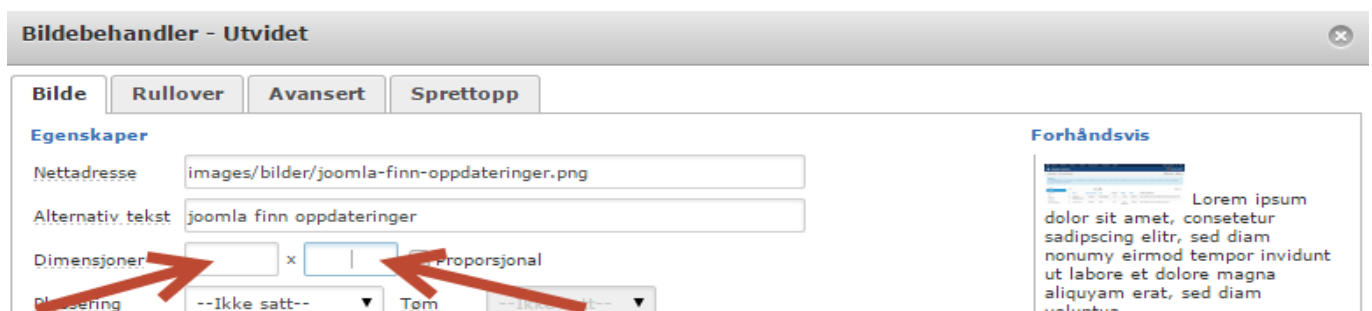 Bildebehandler - Utvidet
Bilde Rullover Avansert Sprettopp
Egenskaper
Nettadresse images/bilder/joomla-finn-oppdateringer.png
Alternativ tekst joomla finn oppdateringer
Dimensjoner x Proporsjonal
--Ikke satt-- Tøm --Ikke satt--
Forhåndsvis
Lorem ipsum
dolor sit amet, consetetur
sadipscing elitr, sed diam
nonumy eirmod tempor invidunt
ut labore et dolore magna
aliquyam erat, sed diam